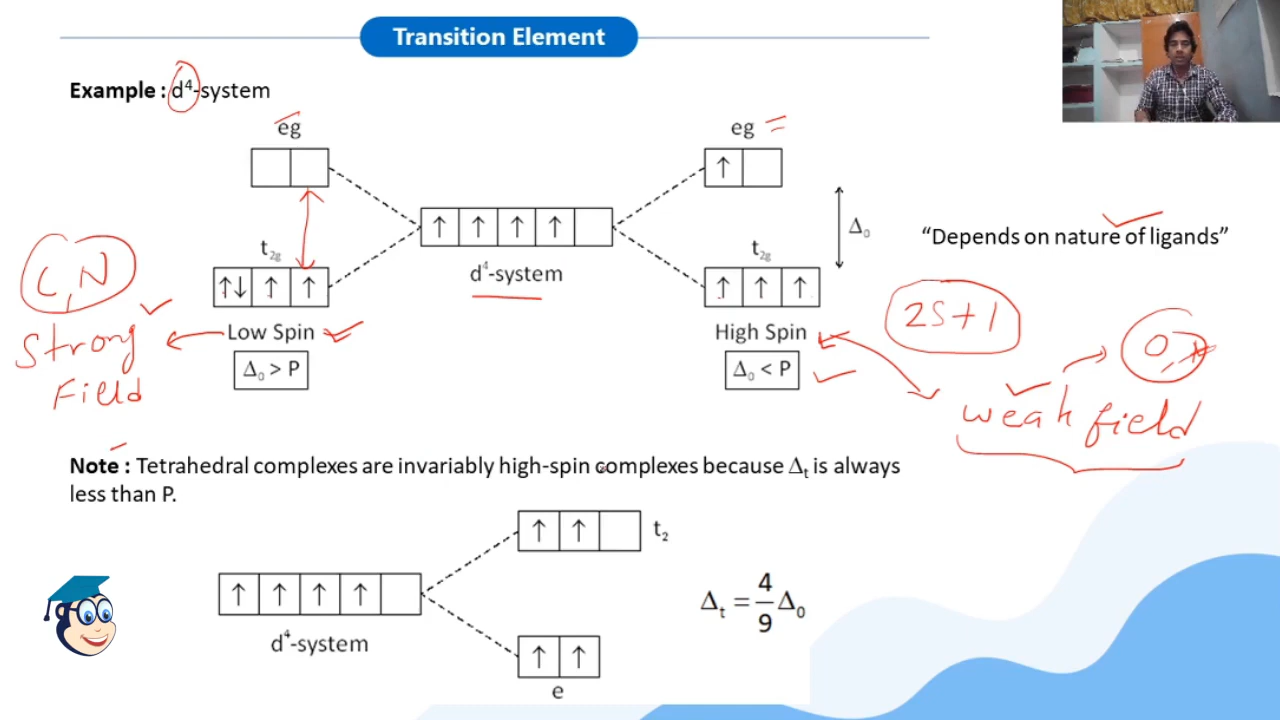 Transition Element
Example : d⁴-system
eg
eg
t₂g
t₂g
Δ₀
"Depends on nature of ligands"
d⁴-system
C, N
Strong
Field
Low Spin
High Spin
Δ₀ > P
Δ₀ < P
2S+1
O,
weak field
Note : Tetrahedral complexes are invariably high-spin complexes because Δt is always
less than P.
t₂
d⁴-system
Δt = 4/9 Δ₀
e